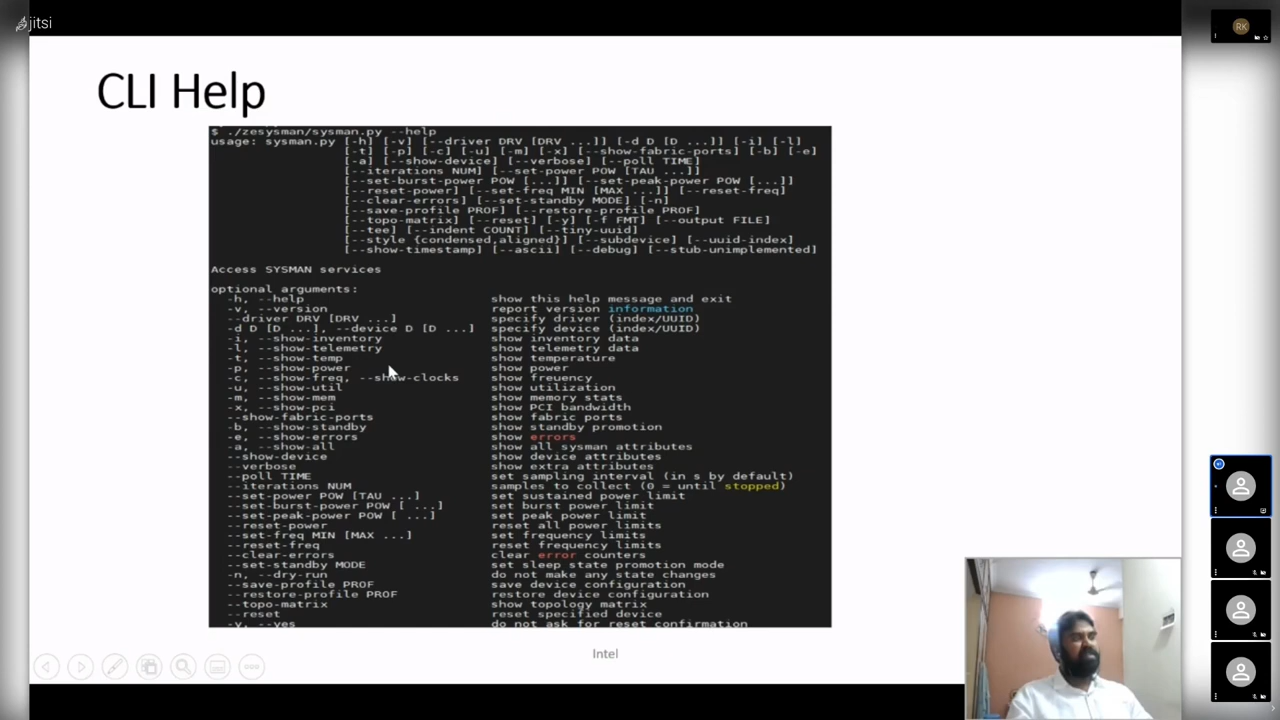 jitsi
RK
CLI Help
$ ./zesysman/sysman.py --help
usage: sysman.py [-h] [-v] [--driver DRV [DRV ...]] [-d D [D ...]] [-i] [-l]
[-t] [-p] [-c] [-u] [-m] [-x] [--show-fabric-ports] [-b] [-e]
[-a] [--show-device] [--verbose] [--poll TIME]
[--iterations NUM] [--set-power POW [TAU ...]]
[--set-burst-power POW [...]] [--set-peak-power POW [...]]
[--reset-power] [--set-freq MIN [MAX ...]] [--reset-freq]
[--clear-errors] [--set-standby MODE] [-n]
[--save-profile PROF] [--restore-profile PROF]
[--topo-matrix] [--reset] [-y] [-f FMT] [--output FILE]
[--tee] [--indent COUNT] [--tiny-uuid]
[--style {condensed,aligned}] [--subdevice] [--uuid-index]
[--show-timestamp] [--ascii] [--debug] [--stub-unimplemented]
Access SYSMAN services
optional arguments:
-h, --help show this help message and exit
-v, --version report version information
--driver DRV [DRV ...] specify driver (index/UUID)
-d D [D ...], --device D [D ...] specify device (index/UUID)
-i, --show-inventory show inventory data
-l, --show-telemetry show telemetry data
-t, --show-temp show temperature
-p, --show-power show power
-c, --show-freq, --show-clocks show freuency
-u, --show-util show utilization
-m, --show-mem show memory stats
-x, --show-pci show PCI bandwidth
--show-fabric-ports show fabric ports
-b, --show-standby show standby promotion
-e, --show-errors show errors
-a, --show-all show all sysman attributes
--show-device show device attributes
--verbose show extra attributes
--poll TIME set sampling interval (in s by default)
--iterations NUM samples to collect (0 = until stopped)
--set-power POW [TAU ...] set sustained power limit
--set-burst-power POW [ ...] set burst power limit
--set-peak-power POW [ ...] set peak power limit
--reset-power reset all power limits
--set-freq MIN [MAX ...] set frequency limits
--reset-freq reset frequency limits
--clear-errors clear error counters
--set-standby MODE set sleep state promotion mode
-n, --dry-run do not make any state changes
--save-profile PROF save device configuration
--restore-profile PROF restore device configuration
--topo-matrix show topology matrix
--reset reset specified device
-y, --yes do not ask for reset confirmation
Intel